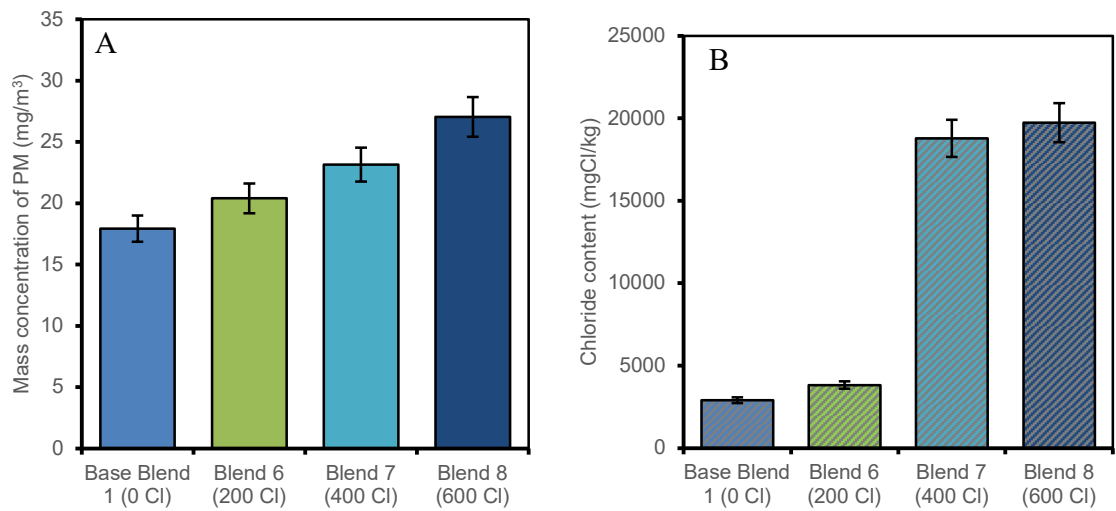 A
Mass concentration of PM (mg/m³)
35
30
25
20
15
10
5
0
Base Blend
1 (0 Cl)
Blend 6
(200 Cl)
Blend 7
(400 Cl)
Blend 8
(600 Cl)
B
Chloride content (mgCl/kg)
25000
20000
15000
10000
5000
0
Base Blend
1 (0 Cl)
Blend 6
(200 Cl)
Blend 7
(400 Cl)
Blend 8
(600 Cl)